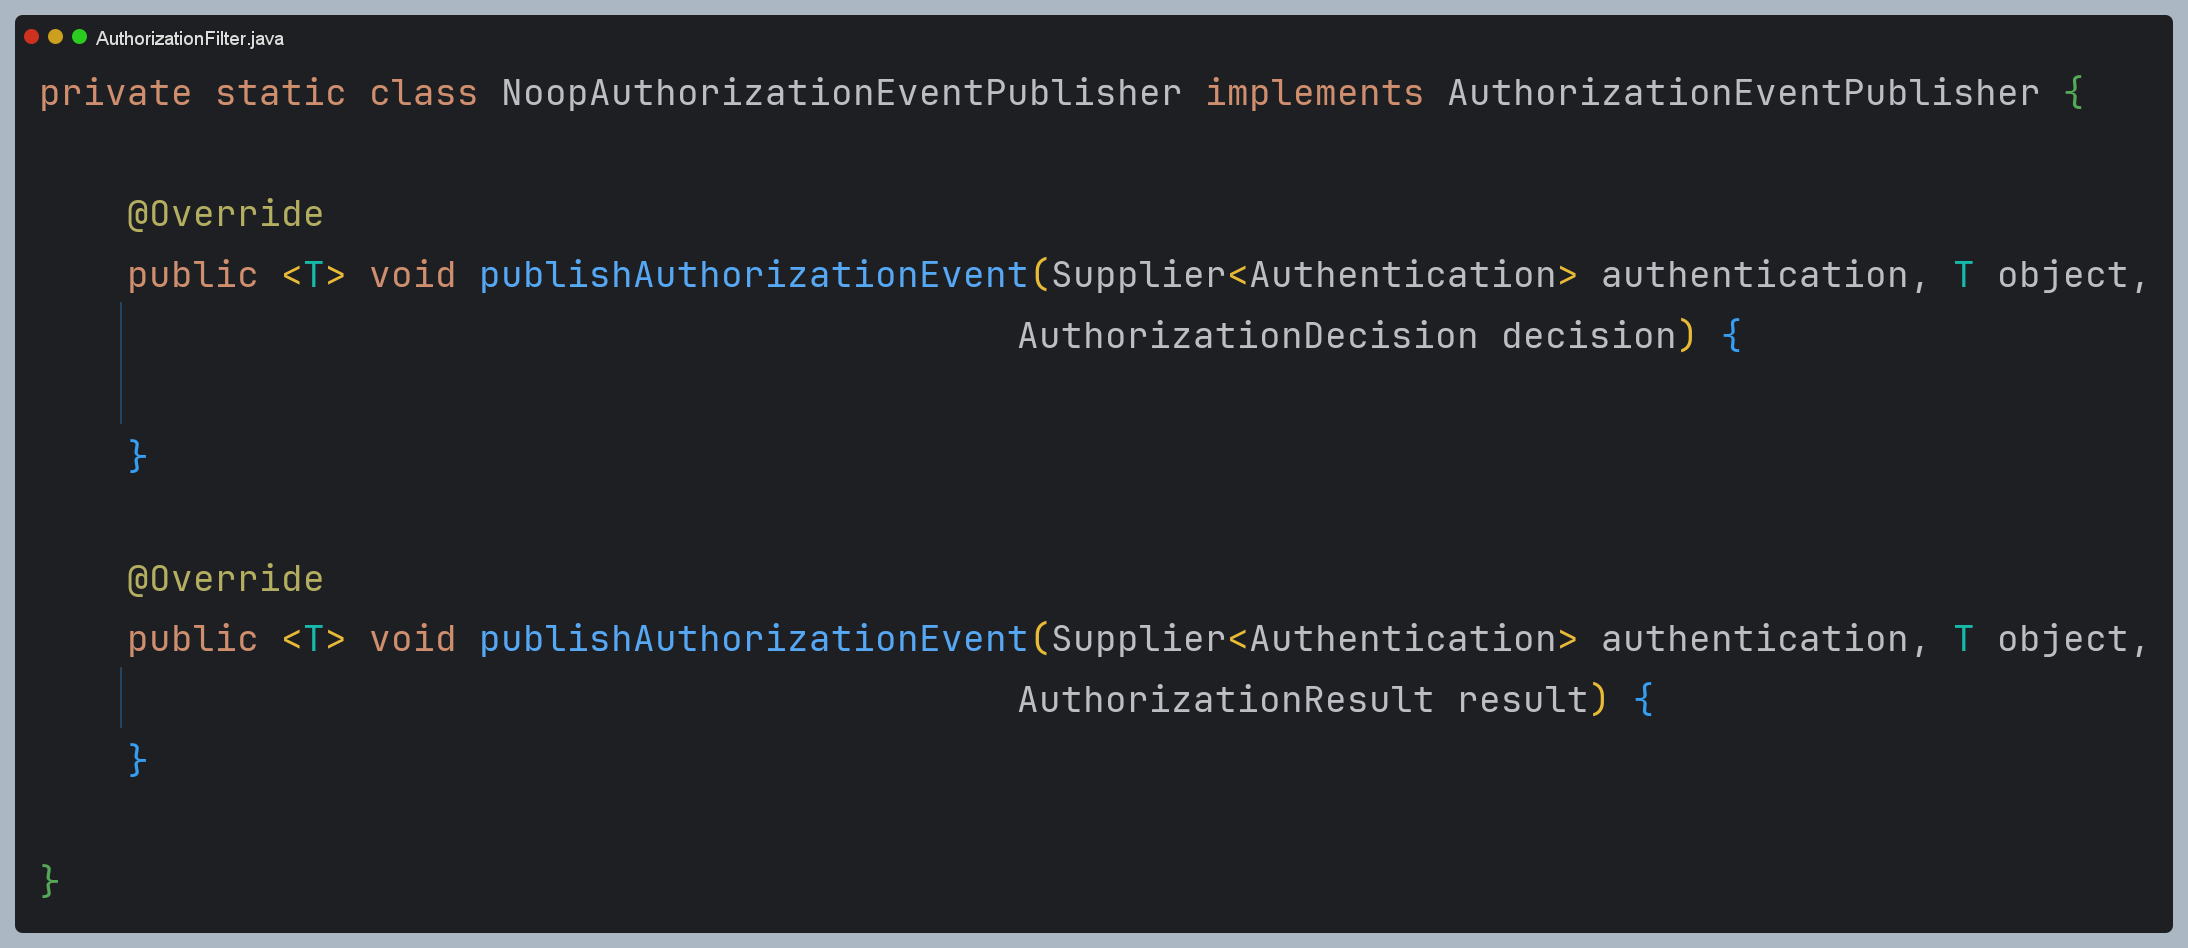 AuthorizationFilter.java
private static class NoopAuthorizationEventPublisher implements AuthorizationEventPublisher {
@Override
public <T> void publishAuthorizationEvent(Supplier<Authentication> authentication, T object,
AuthorizationDecision decision) {
}
@Override
public <T> void publishAuthorizationEvent(Supplier<Authentication> authentication, T object,
AuthorizationResult result) {
}
}